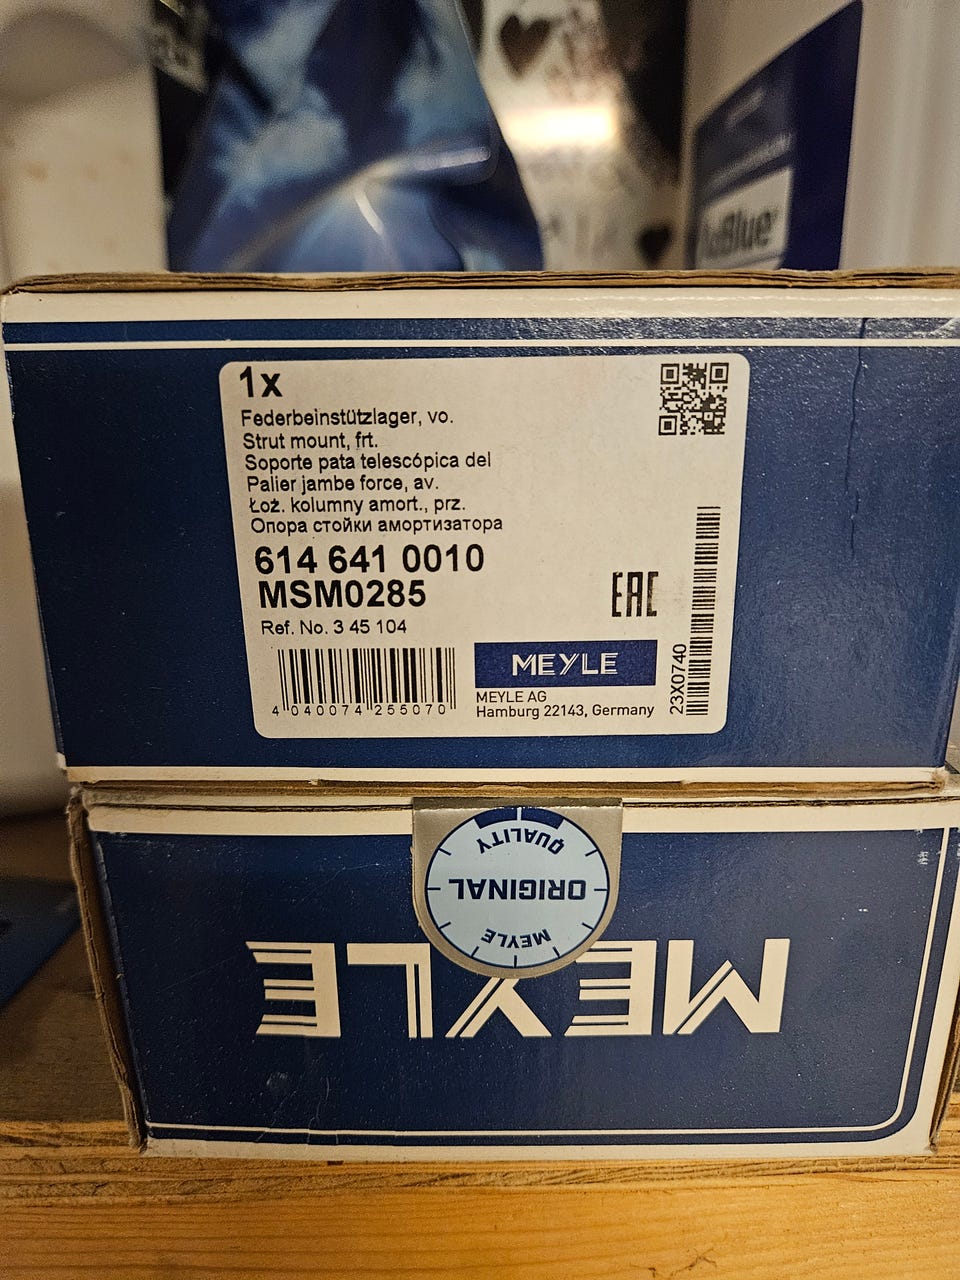 Blue
1x
Federbeinstützlager, vo.
Strut mount, frt.
Soporte pata telescópica del
Palier jambe force, av.
Łoż. kolumny amort., prz.
Опора стойки амортизатора
614 641 0010
MSM0285
Ref. No. 3 45 104
EAC
4 040074 255070
MEYLE
MEYLE AG
Hamburg 22143, Germany
23X0740
MEYLE
ORIGINAL
QUALITY
MEYLE